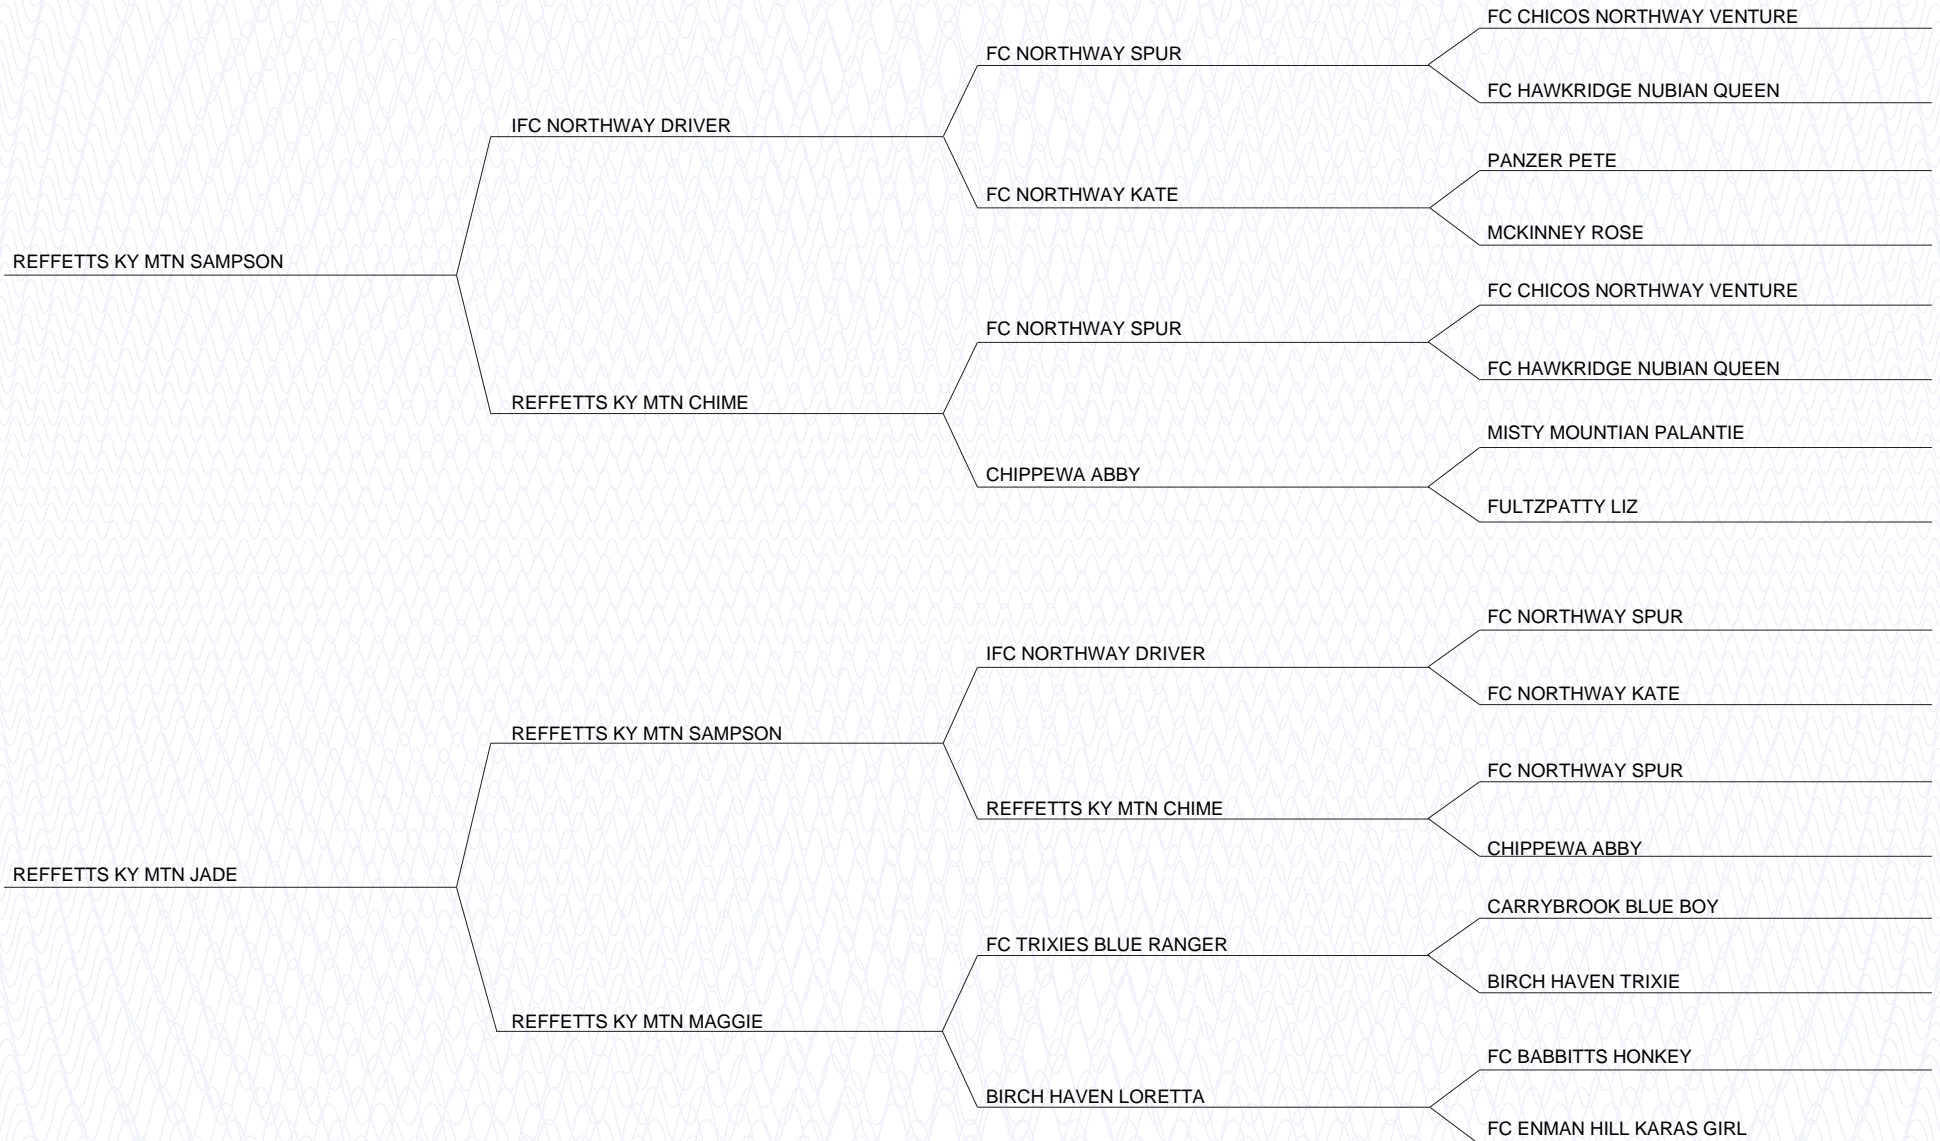 FC CHICOS NORTHWAY VENTURE
FC NORTHWAY SPUR
FC HAWKRIDGE NUBIAN QUEEN
IFC NORTHWAY DRIVER
PANZER PETE
FC NORTHWAY KATE
MCKINNEY ROSE
REFFETTS KY MTN SAMPSON
FC CHICOS NORTHWAY VENTURE
FC NORTHWAY SPUR
FC HAWKRIDGE NUBIAN QUEEN
REFFETTS KY MTN CHIME
MISTY MOUNTIAN PALANTIE
CHIPPEWA ABBY
FULTZPATTY LIZ
FC NORTHWAY SPUR
IFC NORTHWAY DRIVER
FC NORTHWAY KATE
REFFETTS KY MTN SAMPSON
FC NORTHWAY SPUR
REFFETTS KY MTN CHIME
CHIPPEWA ABBY
REFFETTS KY MTN JADE
CARRYBROOK BLUE BOY
FC TRIXIES BLUE RANGER
BIRCH HAVEN TRIXIE
REFFETTS KY MTN MAGGIE
FC BABBITTS HONKEY
BIRCH HAVEN LORETTA
FC ENMAN HILL KARAS GIRL